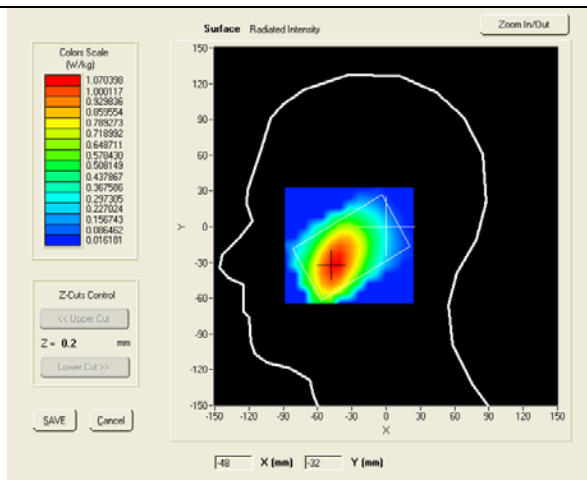 Surface Radiated Intensity
Zoom In/Out
Colors Scale
(W/kg)
1.070398
1.000117
0.929836
0.859554
0.789273
0.718992
0.648711
0.578430
0.508149
0.437867
0.367586
0.297305
0.227024
0.156743
0.086462
0.016181
Z-Cuts Control
<< Upper Cut
Z = 0.2 mm
Lower Cut >>
SAVE Cancel
150
120
90
60
30
0
-30
-60
-90
-120
-150
Y
-150 -120 -90 -60 -30 0 30 60 90 120 150
X
-48 X (mm) -32 Y (mm)